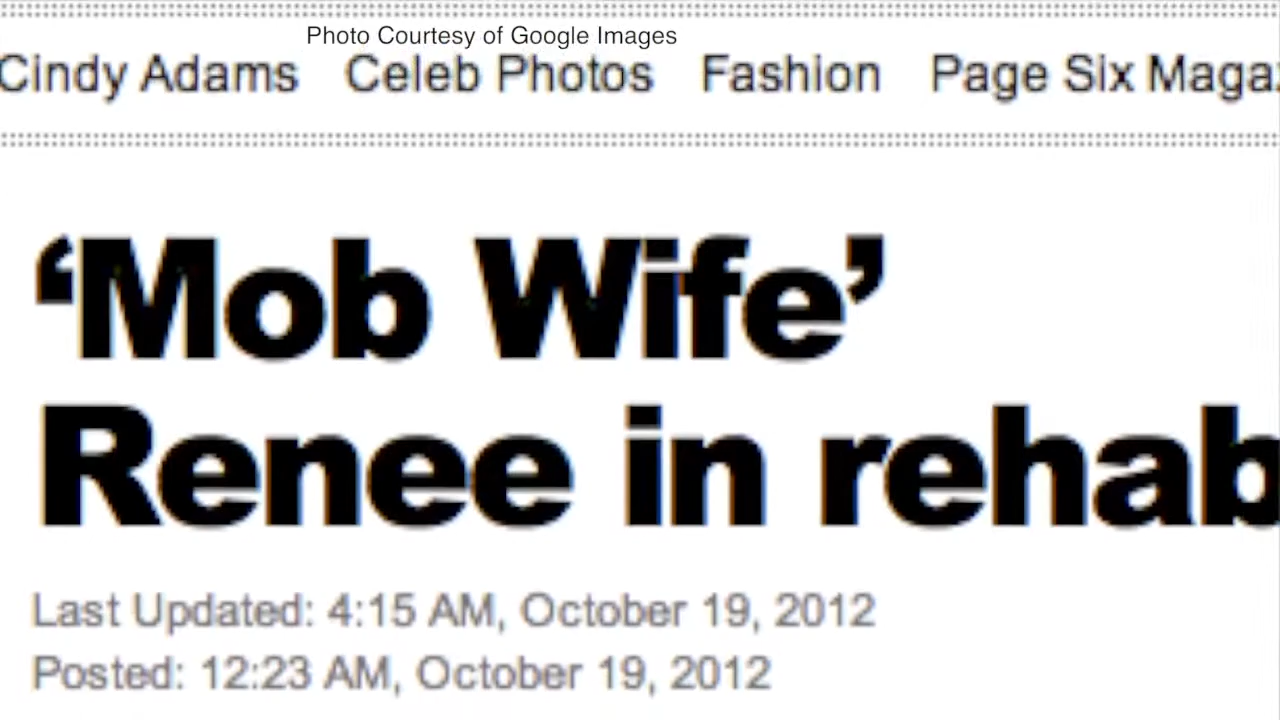 Photo Courtesy of Google Images
Cindy Adams Celeb Photos Fashion Page Six Magaz
‘Mob Wife’
Renee in rehab
Last Updated: 4:15 AM, October 19, 2012
Posted: 12:23 AM, October 19, 2012